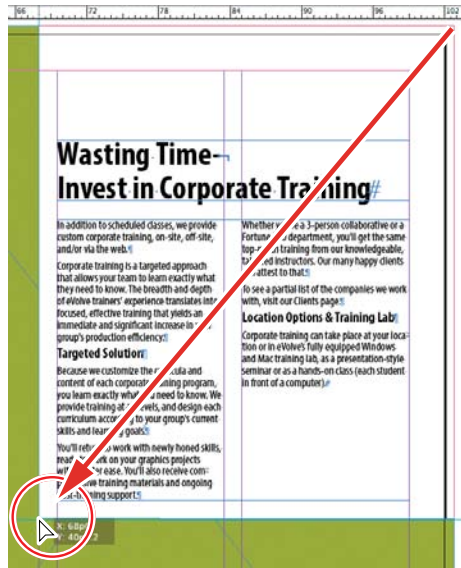 66 72 78 84 90 96 102
Wasting Time-
Invest in Corporate Training#
In addition to scheduled classes, we provide
custom corporate training, on-site, off-site,
and/or via the web.¶
Corporate training is a targeted approach
that allows your team to learn exactly what
they need to know. The breadth and depth
of eVolve trainers' experience translates into
focused, effective training that yields an
immediate and significant increase in
group's production efficiency.¶
Targeted Solution¶
Because we customize the and
content of each corporate training program,
you learn exactly what need to know. We
provide training at levels, and design each
curriculum according to your group's current
skills and learning goals.¶
You'll return to work with newly honed skills,
work on your graphics projects
ease. You'll also receive com-
training materials and ongoing
support.¶
Whether a 3-person collaborative or a
Fortune department, you'll get the same
training from our knowledgeable,
instructors. Our many happy clients
attest to that.¶
To see a partial list of the companies we work
with, visit our Clients page.¶
Location Options & Training Lab¶
Corporate training can take place at your loca-
tion or in eVolve's fully equipped Windows
and Mac training lab, as a presentation-style
seminar or as a hands-on class (each student
in front of a computer).#
X: 68p
Y: